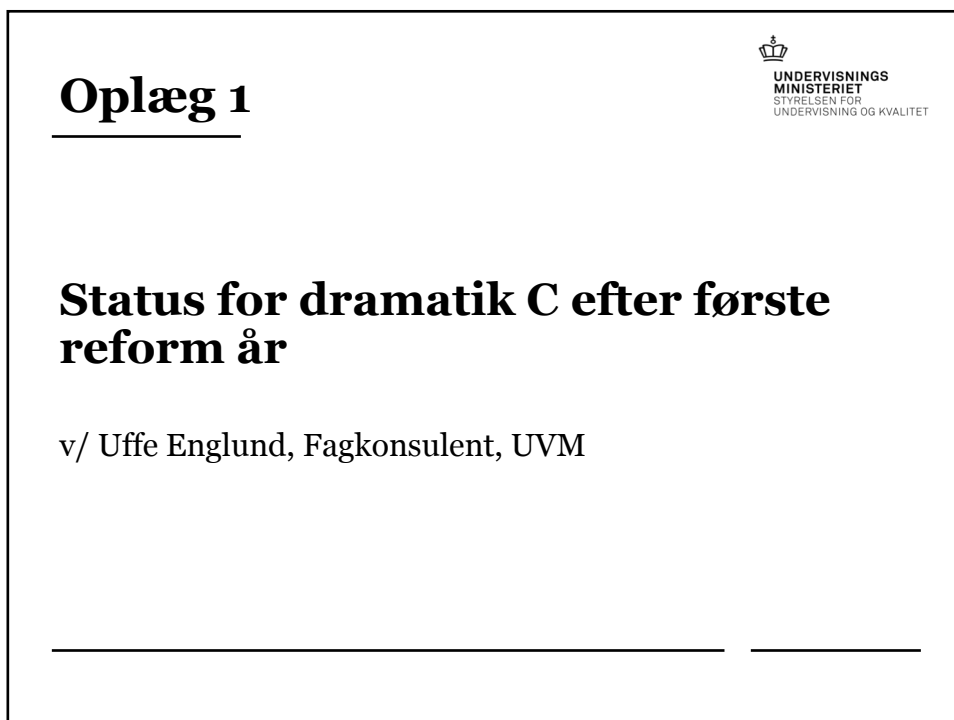 Oplæg 1
UNDERVISNINGS
MINISTERIET
STYRELSEN FOR
UNDERVISNING OG KVALITET
Status for dramatik C efter første
reform år
v/ Uffe Englund, Fagkonsulent, UVM